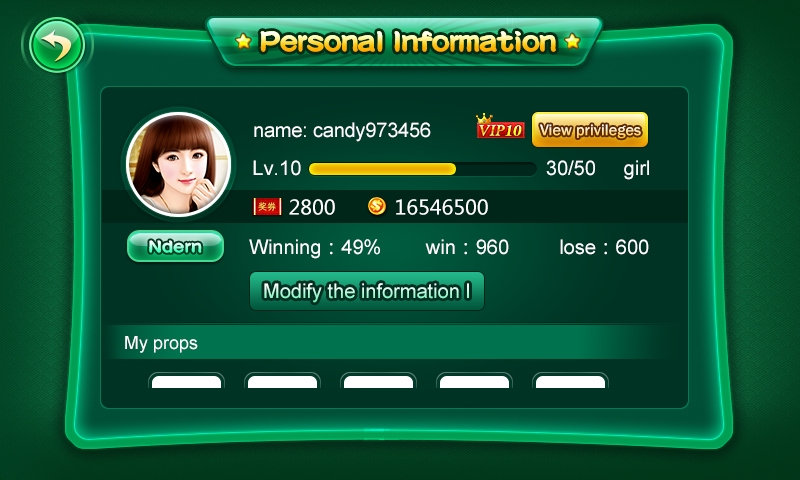 Personal Information
name: candy973456 VIP10 View privileges
Lv.10 30/50 girl
奖券 2800 S 16546500
Ndern Winning : 49% win : 960 lose : 600
Modify the information I
My props